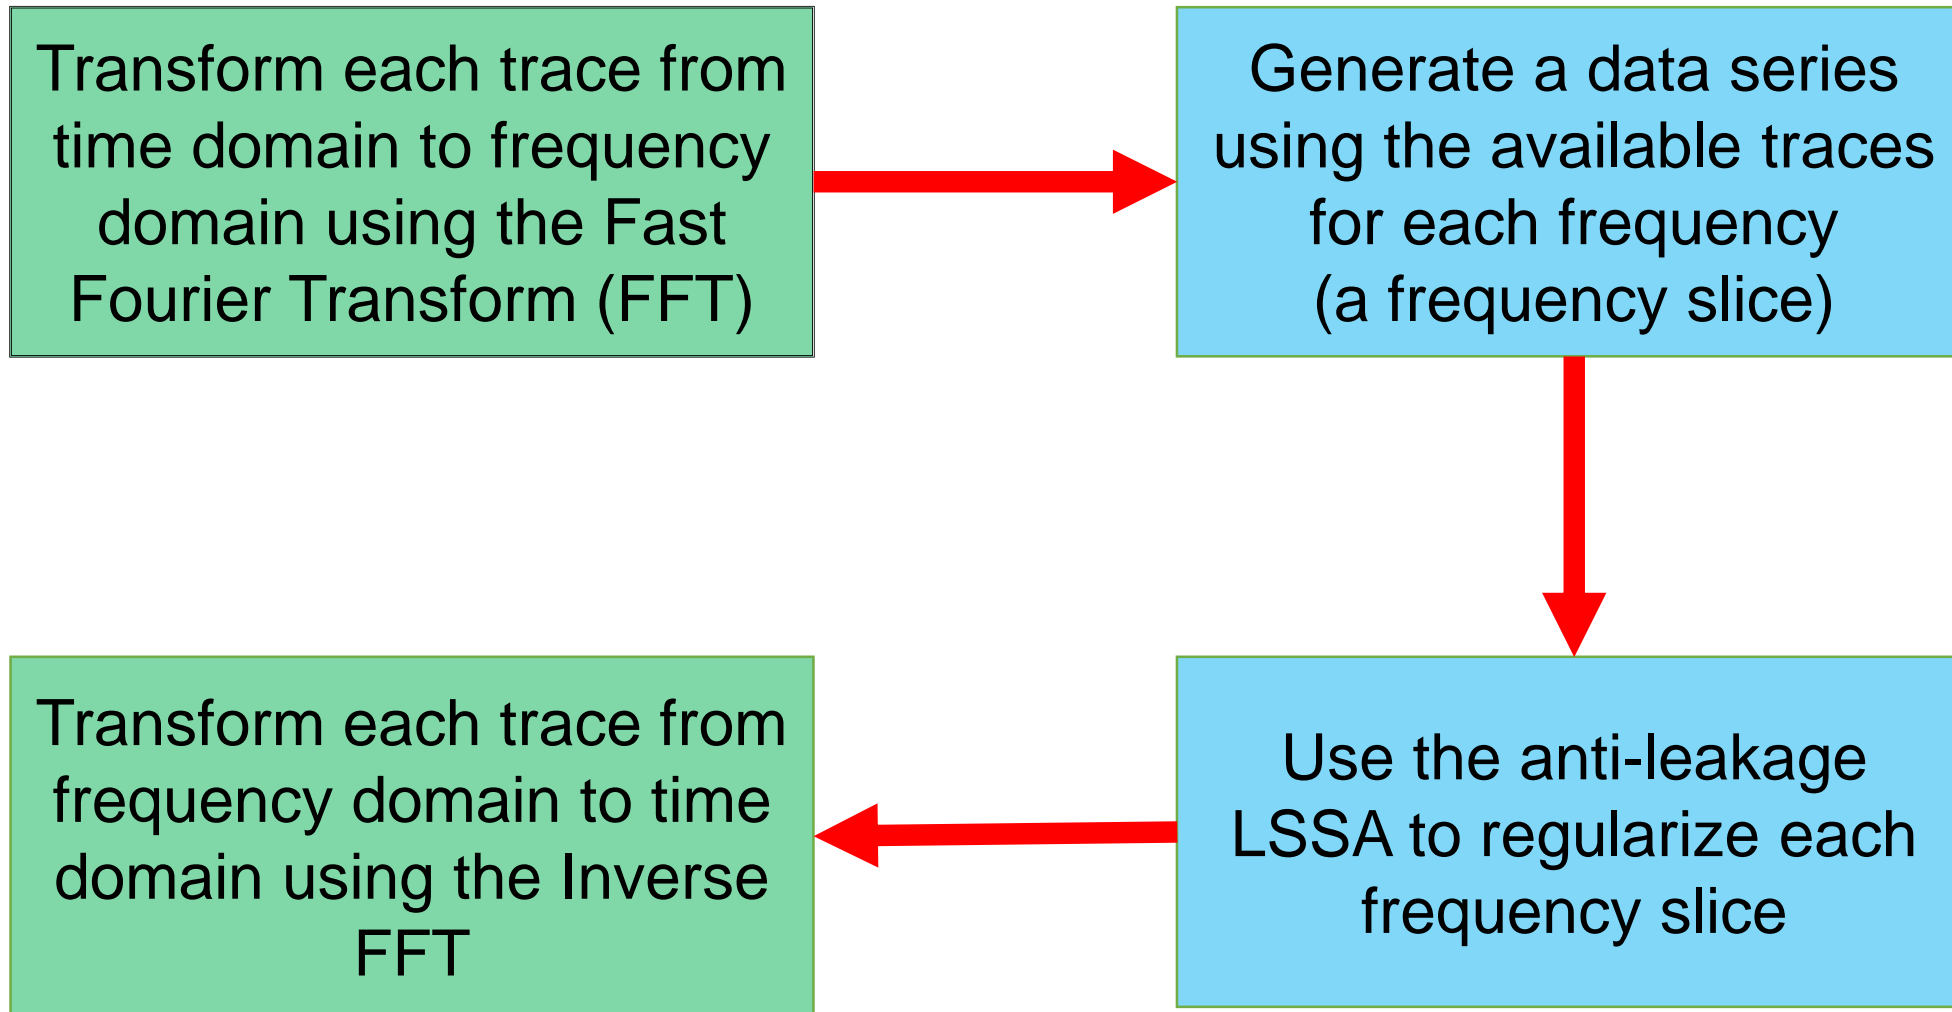 Transform each trace from
time domain to frequency
domain using the Fast
Fourier Transform (FFT)
Generate a data series
using the available traces
for each frequency
(a frequency slice)
Use the anti-leakage
LSSA to regularize each
frequency slice
Transform each trace from
frequency domain to time
domain using the Inverse
FFT